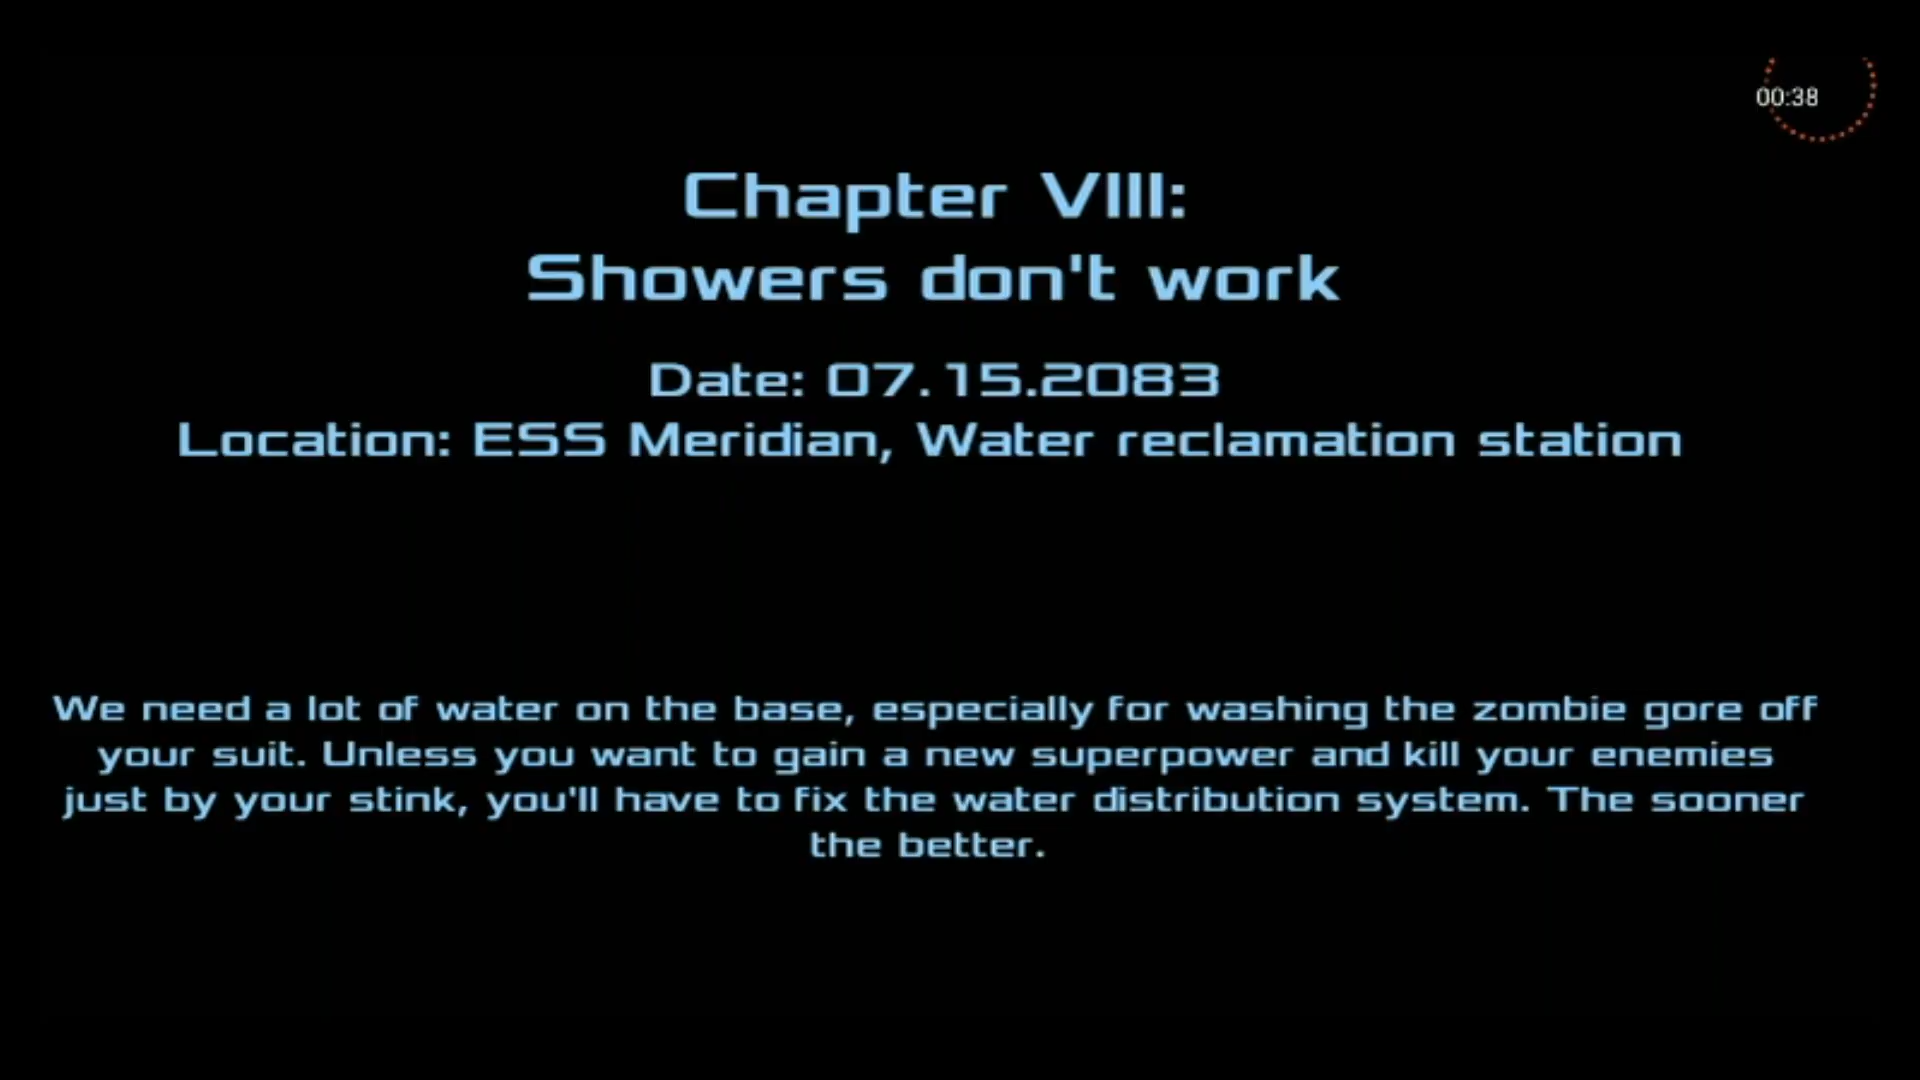 00:38
Chapter VIII:
Showers don't work
Date: 07.15.2083
Location: ESS Meridian, Water reclamation station
We need a lot of water on the base, especially for washing the zombie gore off
your suit. Unless you want to gain a new superpower and kill your enemies
just by your stink, you'll have to fix the water distribution system. The sooner
the better.